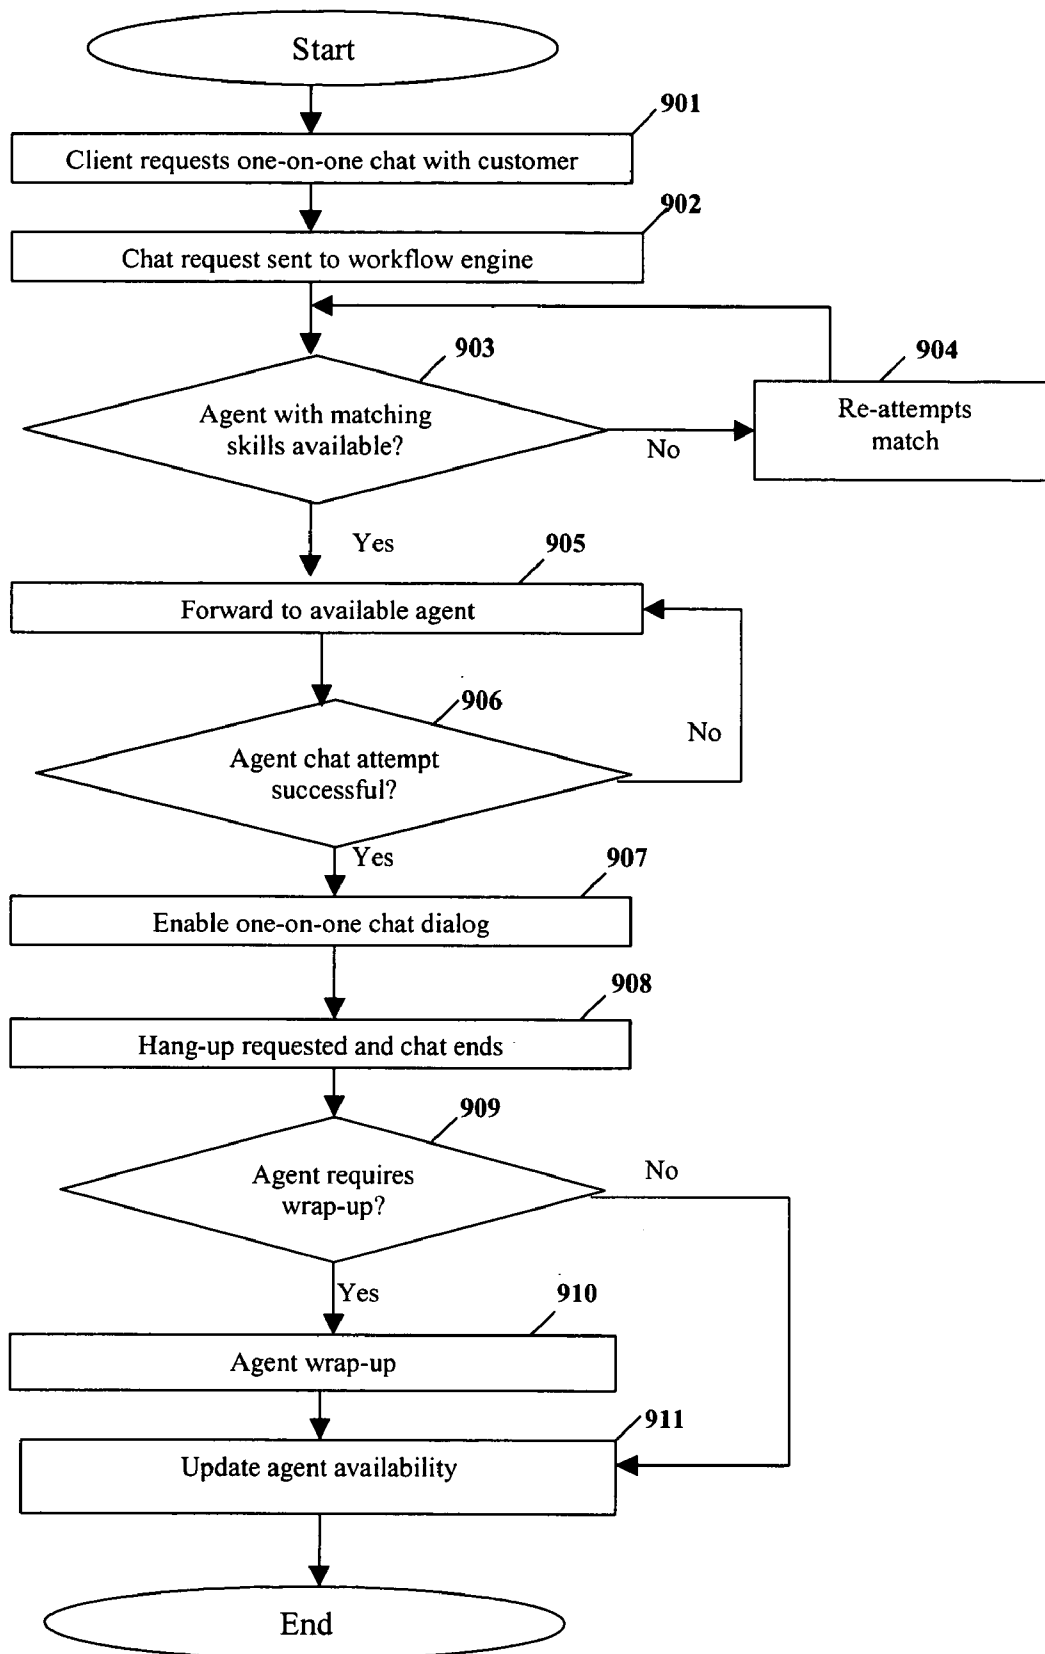 Start
901
Client requests one-on-one chat with customer
902
Chat request sent to workflow engine
903
904
Agent with matching
skills available?
Re-attempts
match
No
Yes
905
Forward to available agent
906
No
Agent chat attempt
successful?
Yes
907
Enable one-on-one chat dialog
908
Hang-up requested and chat ends
909
Agent requires
wrap-up?
No
Yes
910
Agent wrap-up
911
Update agent availability
End